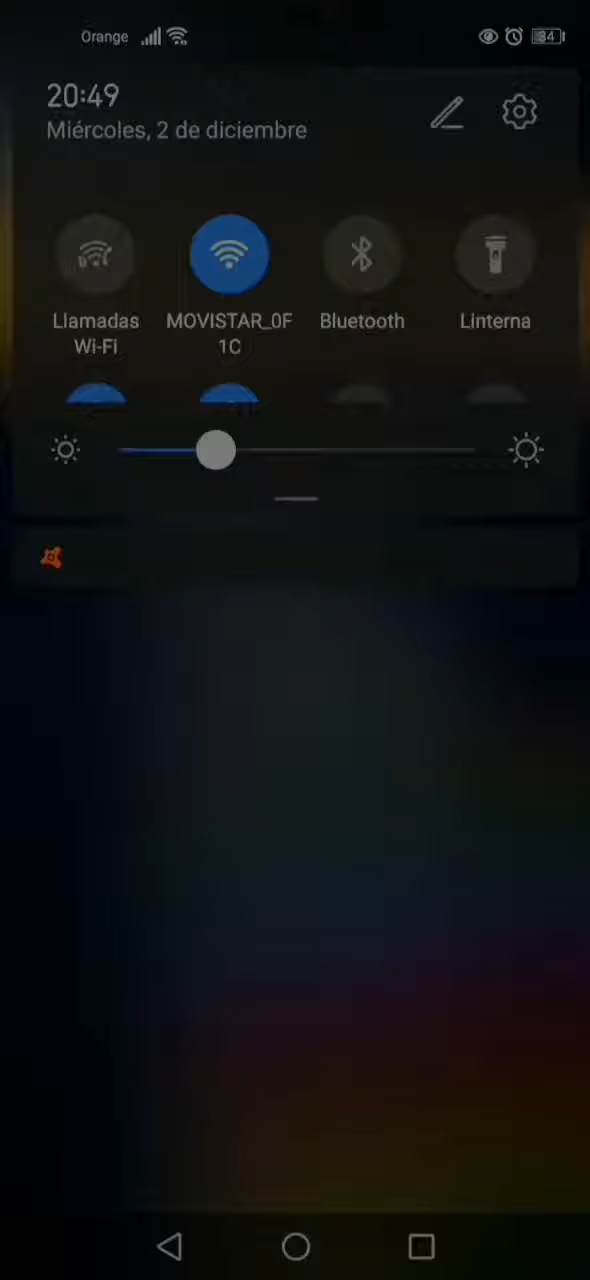 Orange
84
20:49
Miércoles, 2 de diciembre
Llamadas
Wi-Fi
MOVISTAR_0F
1C
Bluetooth
Linterna